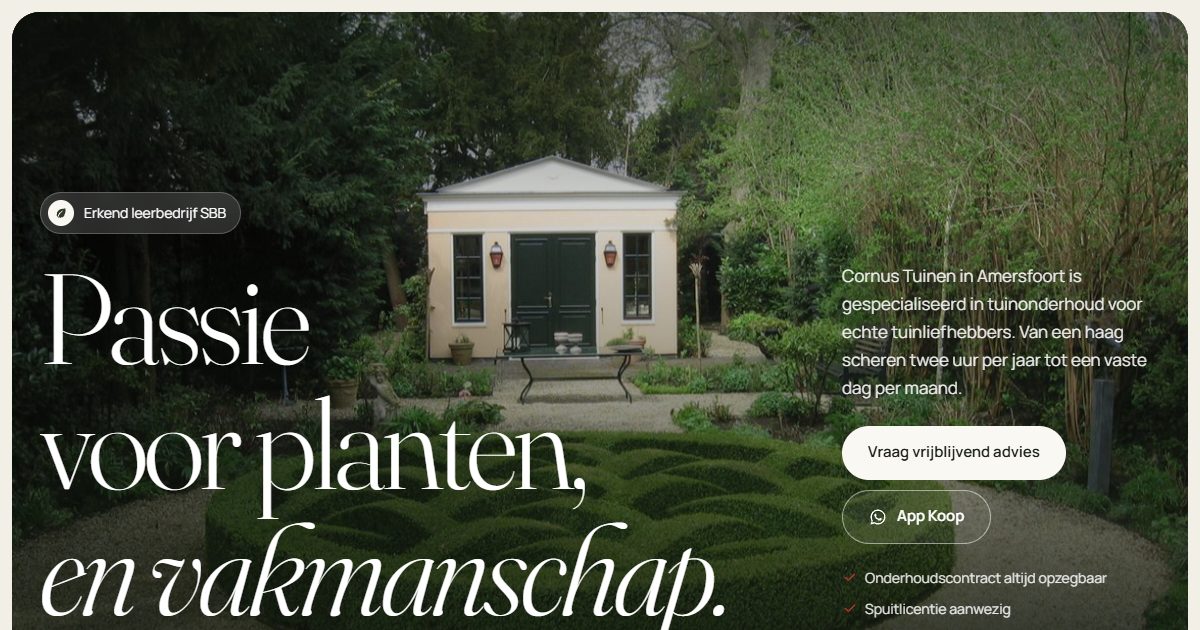 Erkend leerbedrijf SBB
Passie
voor planten,
en vakmanschap.
Cornus Tuinen in Amersfoort is
gespecialiseerd in tuinonderhoud voor
echte tuinliefhebbers. Van een haag
scheren twee uur per jaar tot een vaste
dag per maand.
Vraag vrijblijvend advies
App Koop
Onderhoudscontract altijd opzegbaar
Spuitlicentie aanwezig